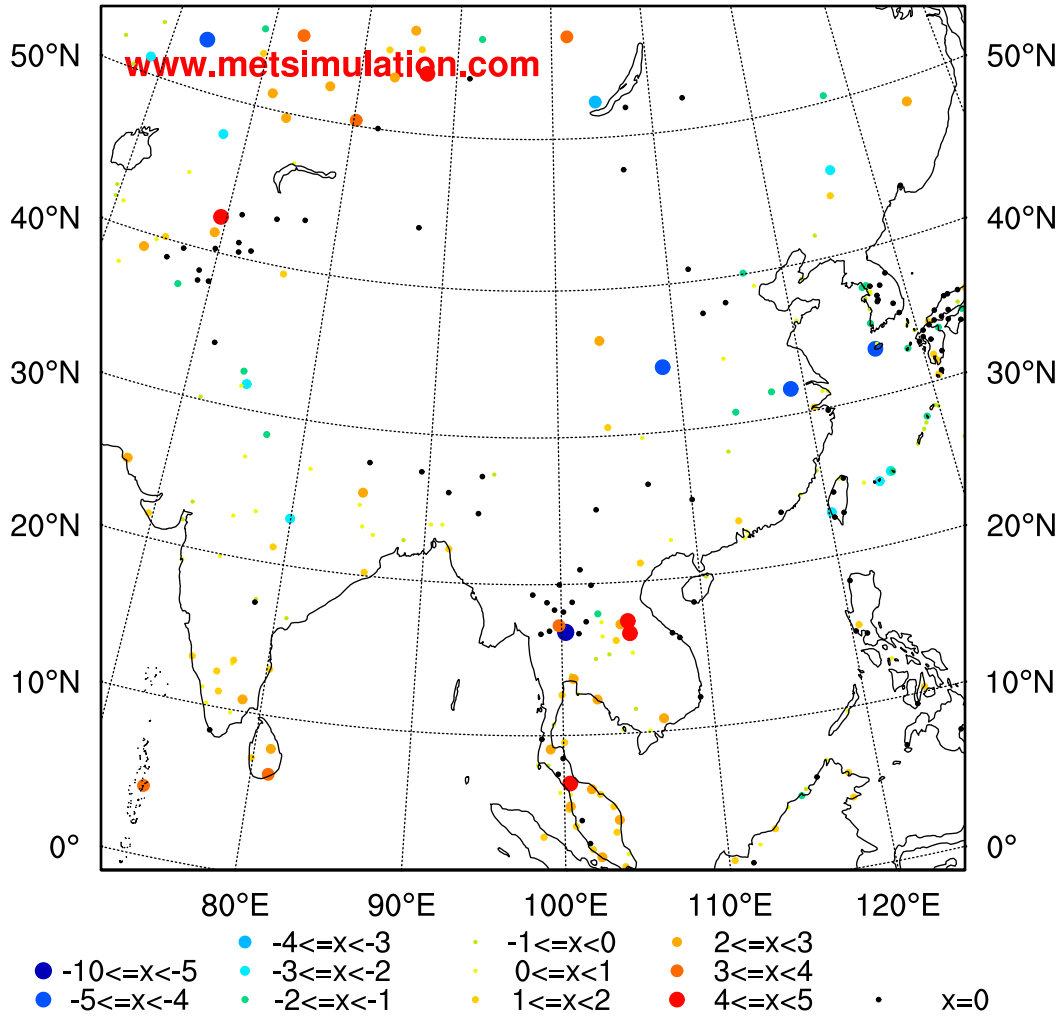 50°N 50°N
www.metsimulation.com
40°N 40°N
30°N 30°N
20°N 20°N
10°N 10°N
0° 0°
80°E 90°E 100°E 110°E 120°E
-4<=x<-3 -1<=x<0 2<=x<3
-10<=x<-5 -3<=x<-2 0<=x<1 3<=x<4
-5<=x<-4 -2<=x<-1 1<=x<2 4<=x<5 x=0